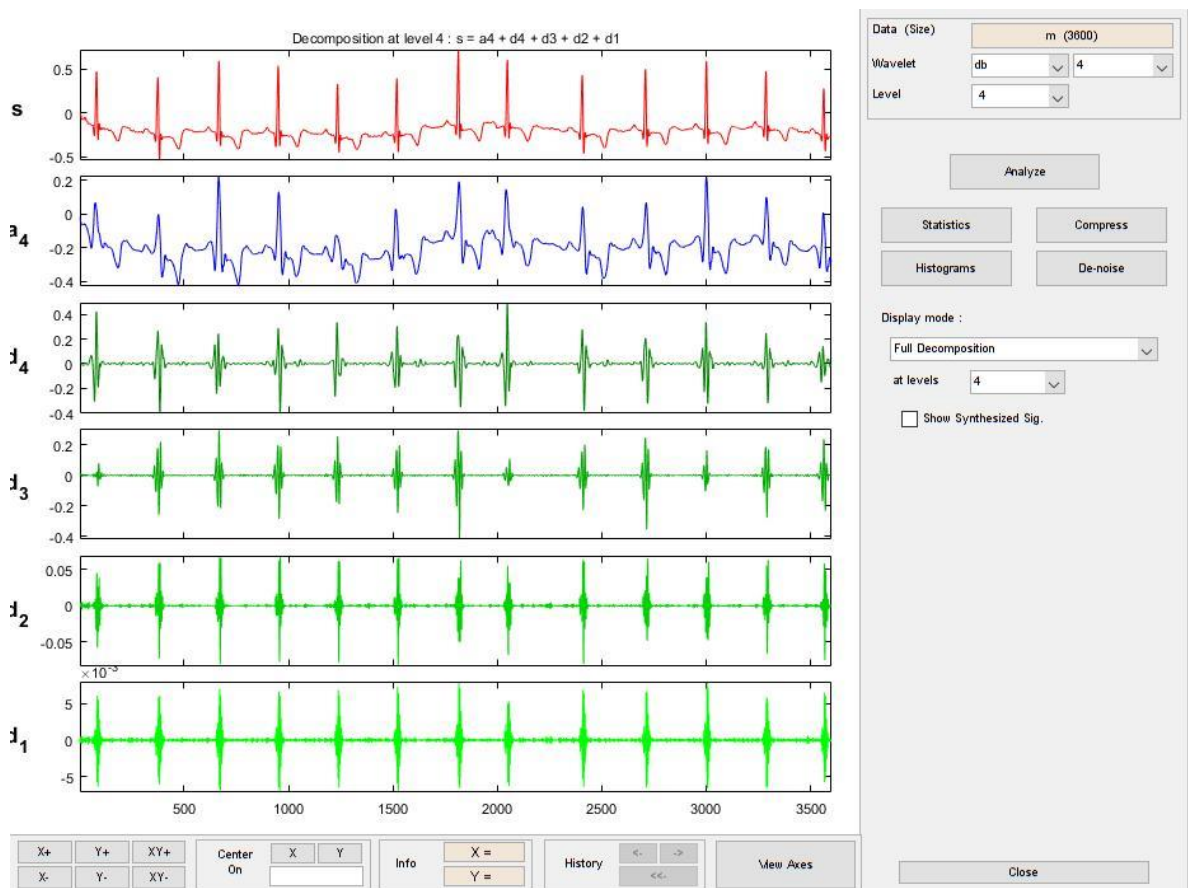 Decomposition at level 4 : s = a4 + d4 + d3 + d2 + d1
s
0.5
0
-0.5
a4
0.2
0
-0.2
-0.4
d4
0.4
0.2
0
-0.2
-0.4
d3
0.2
0
-0.2
-0.4
d2
0.05
0
-0.05
×10-3
d1
5
0
-5
500 1000 1500 2000 2500 3000 3500
Data (Size) m (3600)
Wavelet db 4
Level 4
Analyze
Statistics Compress
Histograms De-noise
Display mode :
Full Decomposition
at levels 4
Show Synthesized Sig.
X+ Y+ XY+
X- Y- XY-
Center On X Y
Info X =
Y =
History <- ->
<<-
View Axes
Close